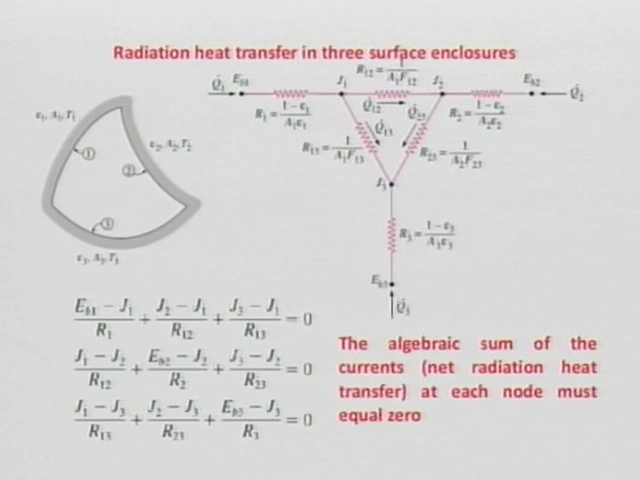 Radiation heat transfer in three surface enclosures
Q̇₁ E_b1 R₁ = (1 − ε₁)/(A₁ε₁) J₁ R₁₂ = 1/(A₁F₁₂) J₂ R₂ = (1 − ε₂)/(A₂ε₂) E_b2 Q̇₂
Q̇₁₂ Q̇₁₃ Q̇₂₃
R₁₃ = 1/(A₁F₁₃) R₂₃ = 1/(A₂F₂₃)
J₃
R₃ = (1 − ε₃)/(A₃ε₃)
E_b3
Q̇₃
ε₁, A₁, T₁
①
ε₂, A₂, T₂
②
③
ε₃, A₃, T₃
(E_b1 − J₁)/R₁ + (J₂ − J₁)/R₁₂ + (J₃ − J₁)/R₁₃ = 0
(J₁ − J₂)/R₁₂ + (E_b2 − J₂)/R₂ + (J₃ − J₂)/R₂₃ = 0
(J₁ − J₃)/R₁₃ + (J₂ − J₃)/R₂₃ + (E_b3 − J₃)/R₃ = 0
The algebraic sum of the
currents (net radiation heat
transfer) at each node must
equal zero